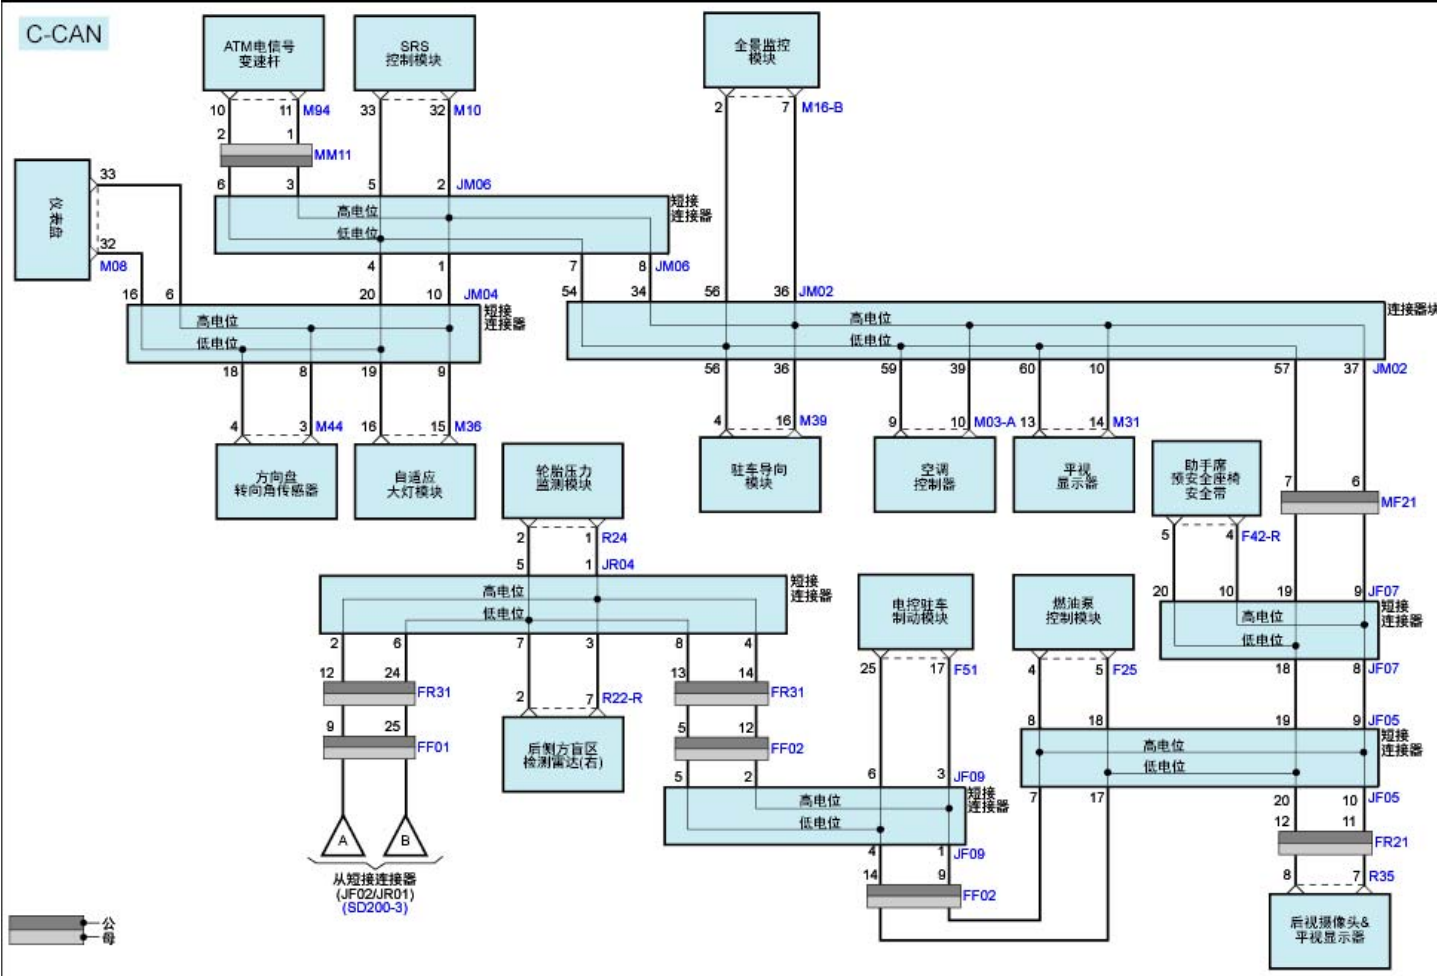 C-CAN
ATM电信号
变速杆
SRS
控制模块
全景监控
模块
10 11 M94
33 32 M10
2 7 M16-B
2 1
MM11
仪表盘
33
32
M08
6 3 5 2 JM06
短接
连接器
高电位
低电位
4 1 7 8 JM06
16 6 20 10 JM04
短接
连接器
高电位
低电位
54 34 56 36 JM02
连接器块
高电位
低电位
18 8 19 9
56 36 59 39 60 10 57 37 JM02
4 3 M44
16 15 M36
4 16 M39
9 10 M03-A
13 14 M31
方向盘
转向角传感器
自适应
大灯模块
轮胎压力
监测模块
驻车导向
模块
空调
控制器
平视
显示器
助手席
预安全座椅
安全带
7 6
MF21
2 1 R24
5 4 F42-R
5 1 JR04
短接
连接器
高电位
低电位
电控驻车
制动模块
燃油泵
控制模块
20 10 19 9 JF07
短接
连接器
高电位
低电位
2 6 7 3 8 4
25 17 F51
4 5 F25
18 8 JF07
12 24
FR31
2 7 R22-R
13 14
FR31
9 25
FF01
后侧方盲区
检测雷达(右)
5 12
FF02
8 18 19 9 JF05
短接
连接器
高电位
低电位
5 2 6 3 JF09
短接
连接器
高电位
低电位
7 17 20 10 JF05
12 11
FR21
A B
从短接连接器
(JF02/JR01)
(SD200-3)
4 1 JF09
14 9
FF02
8 7 R35
后视摄像头&
平视显示器
公
母